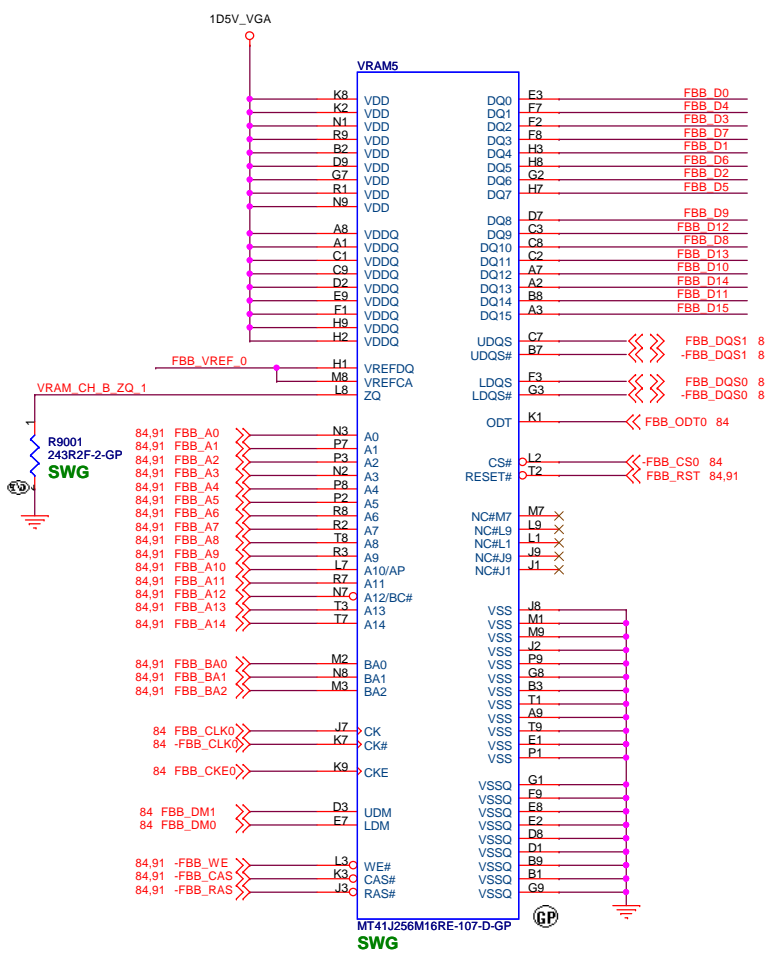 1D5V_VGA
VRAM5
K8 VDD DQ0 E3 FBB_D0
K2 VDD DQ1 F7 FBB_D4
N1 VDD DQ2 F2 FBB_D3
R9 VDD DQ3 F8 FBB_D7
B2 VDD DQ4 H3 FBB_D1
D9 VDD DQ5 H8 FBB_D6
G7 VDD DQ6 G2 FBB_D2
R1 VDD DQ7 H7 FBB_D5
N9 VDD
DQ8 D7 FBB_D9
A8 VDDQ DQ9 C3 FBB_D12
A1 VDDQ DQ10 C8 FBB_D8
C1 VDDQ DQ11 C2 FBB_D13
C9 VDDQ DQ12 A7 FBB_D10
D2 VDDQ DQ13 A2 FBB_D14
E9 VDDQ DQ14 B8 FBB_D11
F1 VDDQ DQ15 A3 FBB_D15
H9 VDDQ
H2 VDDQ UDQS C7 FBB_DQS1 8
UDQS# B7 -FBB_DQS1 8
FBB_VREF_0 H1 VREFDQ
M8 VREFCA LDQS F3 FBB_DQS0 8
VRAM_CH_B_ZQ_1 L8 ZQ LDQS# G3 -FBB_DQS0 8
ODT K1 FBB_ODT0 84
1
R9001
243R2F-2-GP
SWG
84,91 FBB_A0 N3 A0
84,91 FBB_A1 P7 A1
84,91 FBB_A2 P3 A2 CS# L2 -FBB_CS0 84
84,91 FBB_A3 N2 A3 RESET# T2 FBB_RST 84,91
84,91 FBB_A4 P8 A4
84,91 FBB_A5 P2 A5
84,91 FBB_A6 R8 A6 NC#M7 M7
84,91 FBB_A7 R2 A7 NC#L9 L9
84,91 FBB_A8 T8 A8 NC#L1 L1
84,91 FBB_A9 R3 A9 NC#J9 J9
84,91 FBB_A10 L7 A10/AP NC#J1 J1
84,91 FBB_A11 R7 A11
84,91 FBB_A12 N7 A12/BC#
84,91 FBB_A13 T3 A13 VSS J8
84,91 FBB_A14 T7 A14 VSS M1
VSS M9
VSS J2
84,91 FBB_BA0 M2 BA0 VSS P9
84,91 FBB_BA1 N8 BA1 VSS G8
84,91 FBB_BA2 M3 BA2 VSS B3
VSS T1
VSS A9
84 FBB_CLK0 J7 CK VSS T9
84 -FBB_CLK0 K7 CK# VSS E1
VSS P1
84 FBB_CKE0 K9 CKE
VSSQ G1
VSSQ F9
84 FBB_DM1 D3 UDM VSSQ E8
84 FBB_DM0 E7 LDM VSSQ E2
VSSQ D8
VSSQ D1
84,91 -FBB_WE L3 WE# VSSQ B9
84,91 -FBB_CAS K3 CAS# VSSQ B1
84,91 -FBB_RAS J3 RAS# VSSQ G9
GP
MT41J256M16RE-107-D-GP
SWG